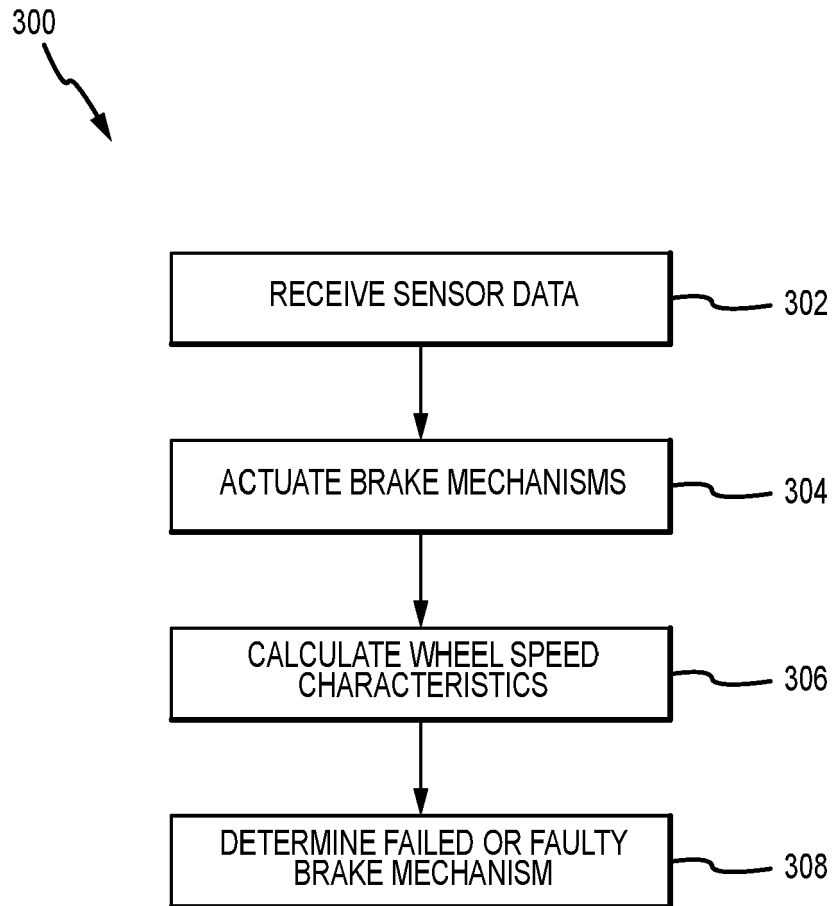 300
RECEIVE SENSOR DATA
302
ACTUATE BRAKE MECHANISMS
304
CALCULATE WHEEL SPEED
CHARACTERISTICS
306
DETERMINE FAILED OR FAULTY
BRAKE MECHANISM
308